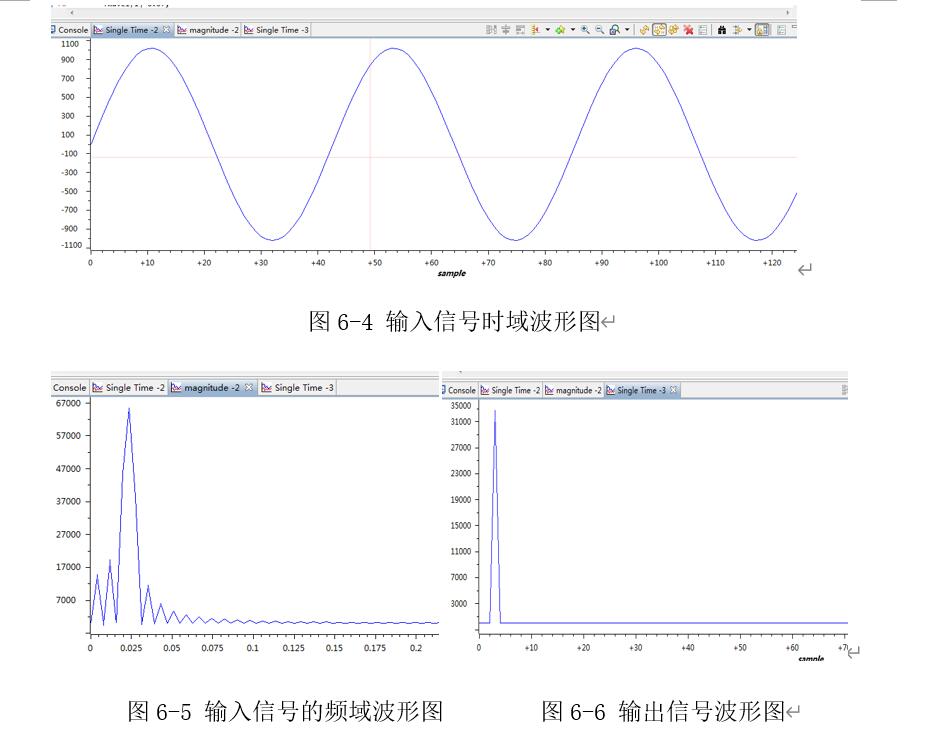 Console Single Time -2 magnitude -2 Single Time -3
1100
900
700
500
300
100
-100
-300
-500
-700
-900
-1100
0 +10 +20 +30 +40 +50 +60 +70 +80 +90 +100 +110 +120
sample
图 6-4 输入信号时域波形图
Console Single Time -2 magnitude -2 Single Time -3
67000
57000
47000
37000
27000
17000
7000
0 0.025 0.05 0.075 0.1 0.125 0.15 0.175 0.2
Console Single Time -2 magnitude -2 Single Time -3
35000
31000
27000
23000
19000
15000
11000
7000
3000
0 +10 +20 +30 +40 +50 +60
sample
图 6-5 输入信号的频域波形图 图 6-6 输出信号波形图